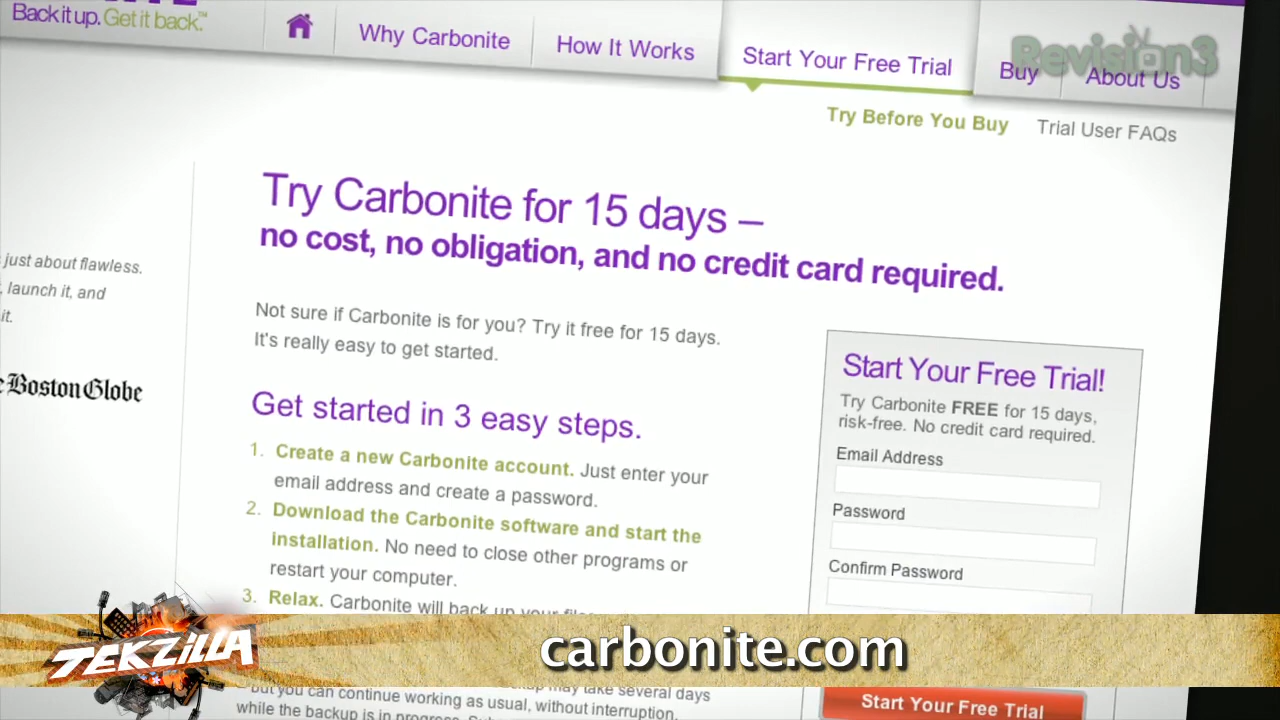 Back it up. Get it back.™
Why Carbonite
How It Works
Start Your Free Trial
Buy
About Us
Revision3
Try Before You Buy
Trial User FAQs
Try Carbonite for 15 days –
no cost, no obligation, and no credit card required.
just about flawless.
, launch it, and
it.
Boston Globe
Not sure if Carbonite is for you? Try it free for 15 days.
It's really easy to get started.
Get started in 3 easy steps.
1. Create a new Carbonite account. Just enter your
email address and create a password.
2. Download the Carbonite software and start the
installation. No need to close other programs or
restart your computer.
3. Relax. Carbonite will back up your
Start Your Free Trial!
Try Carbonite FREE for 15 days,
risk-free. No credit card required.
Email Address
Password
Confirm Password
TEKZILLA
carbonite.com
may take several days
but you can continue working as usual, without interruption,
while the backup is in progress.
Start Your Free Trial